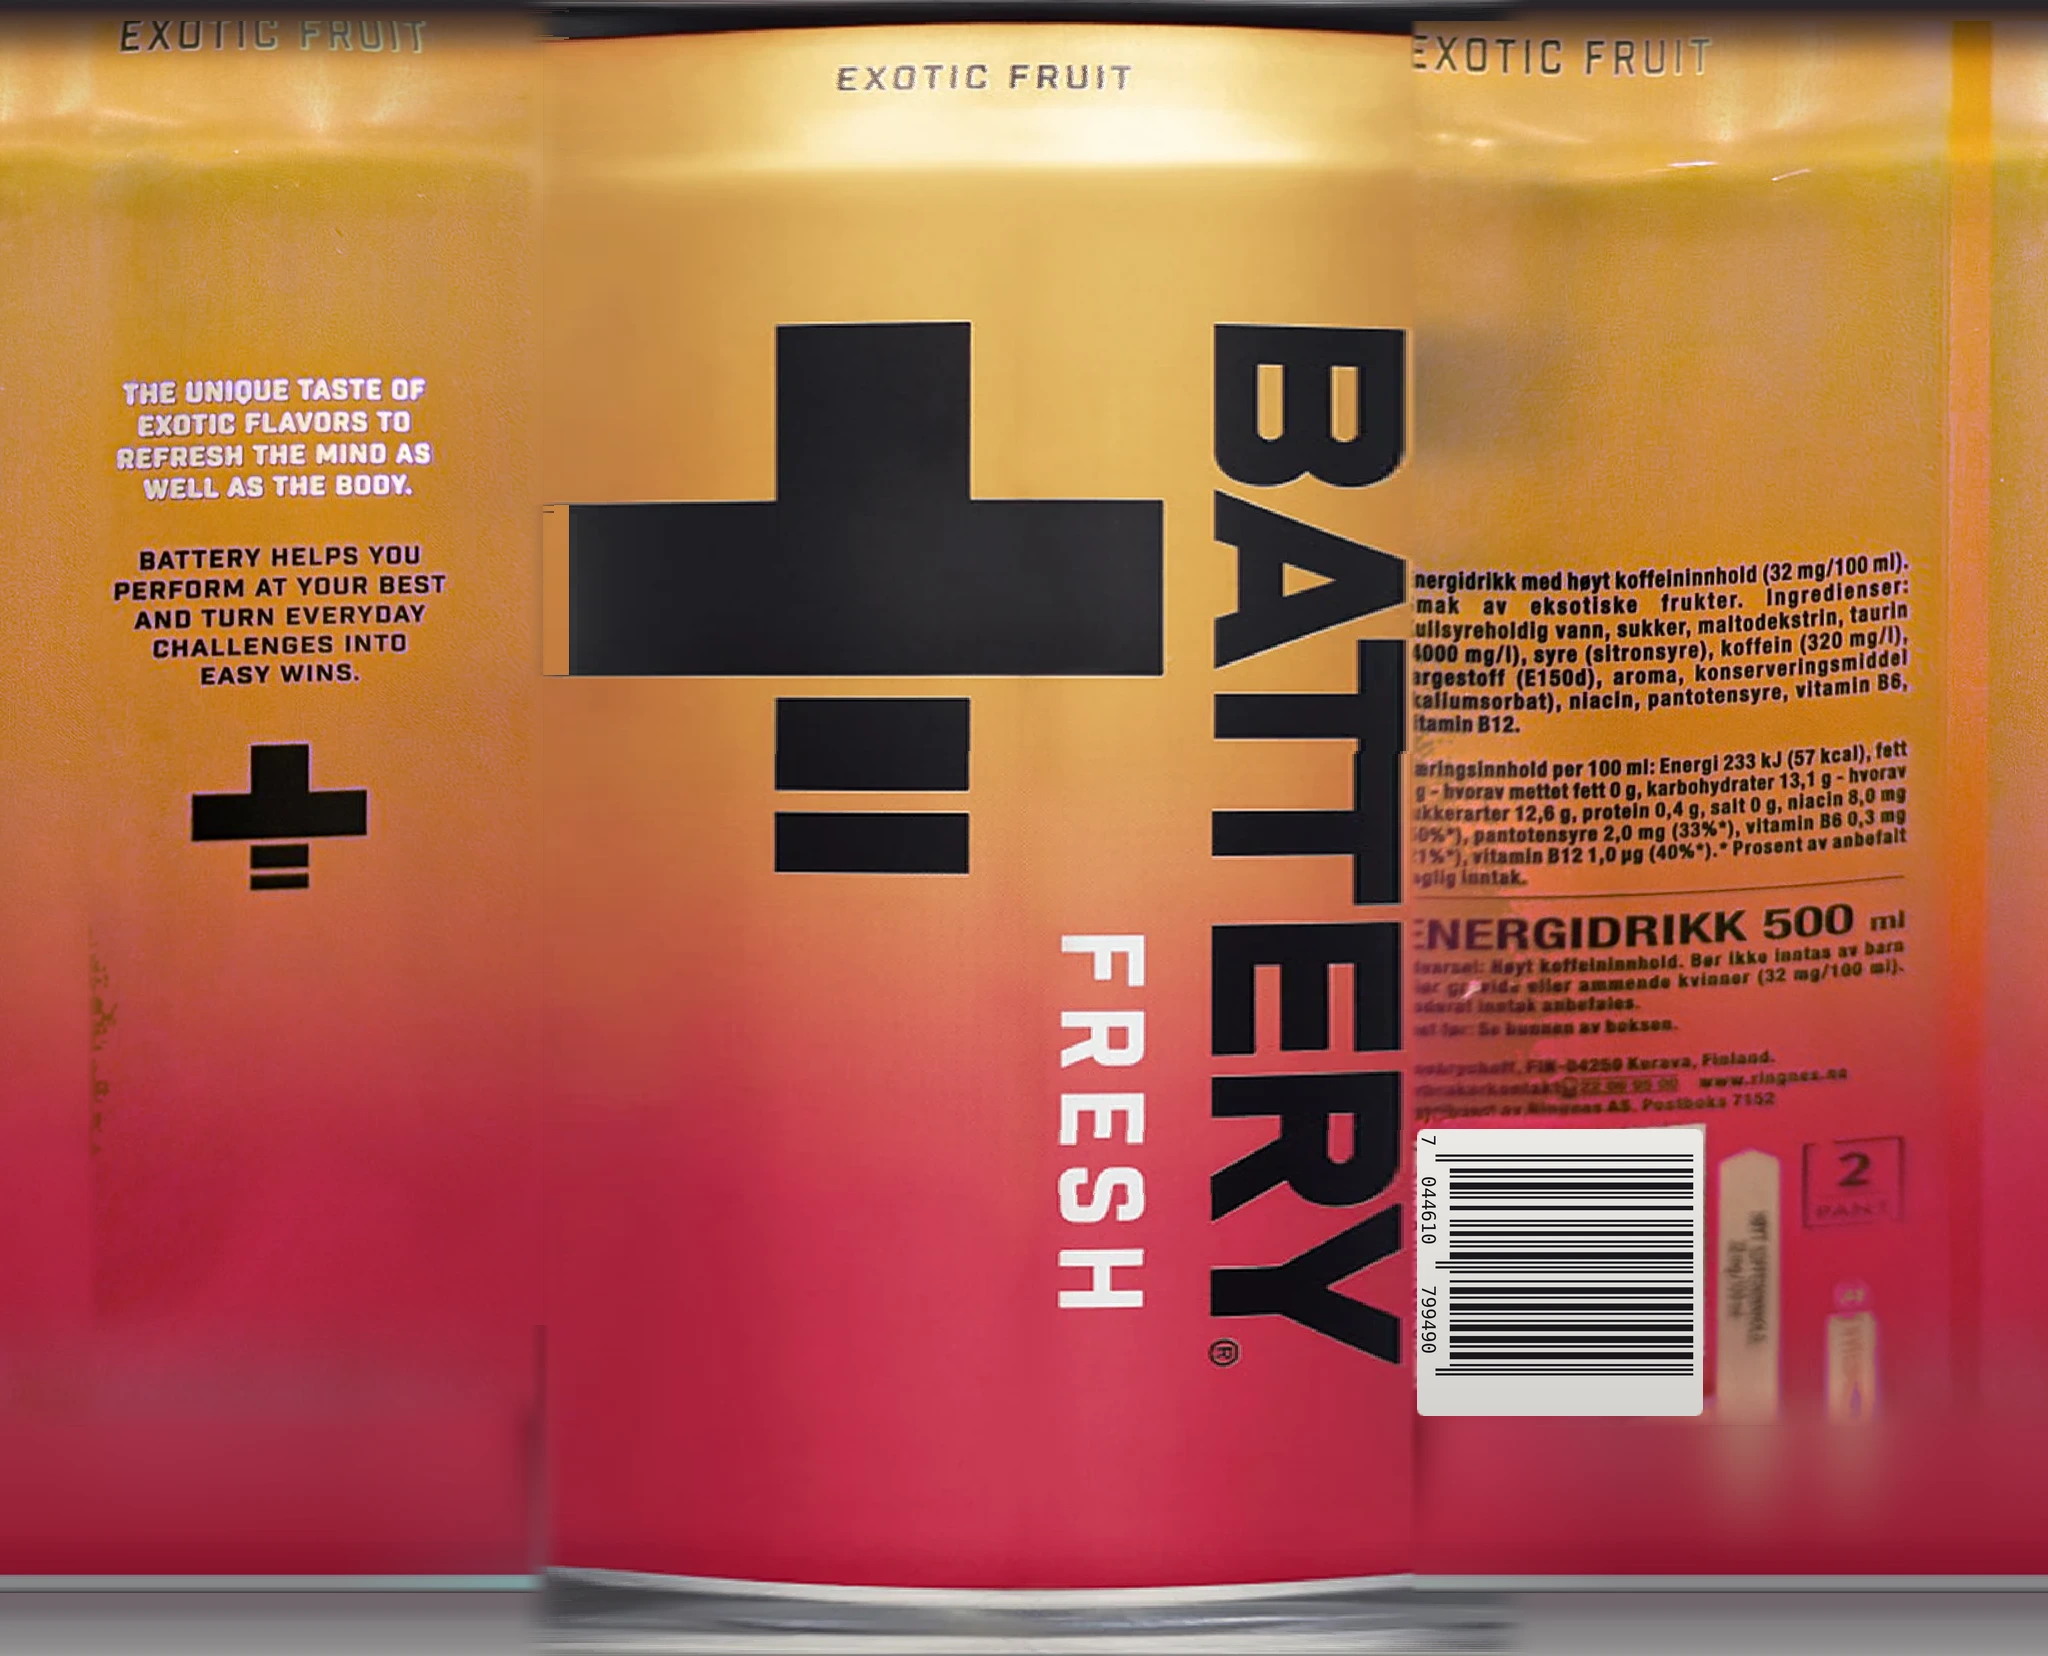 EXOTIC FRUIT
THE UNIQUE TASTE OF
EXOTIC FLAVORS TO
REFRESH THE MIND AS
WELL AS THE BODY.
BATTERY HELPS YOU
PERFORM AT YOUR BEST
AND TURN EVERYDAY
CHALLENGES INTO
EASY WINS.
EXOTIC FRUIT
BATTERY®
FRESH
EXOTIC FRUIT
nergidrikk med høyt koffeininnhold (32 mg/100 ml).
mak av eksotiske frukter. Ingredienser:
ullsyreholdig vann, sukker, maltodekstrin, taurin
4000 mg/l), syre (sitronsyre), koffein (320 mg/l),
argestoff (E150d), aroma, konserveringsmiddel
kaliumsorbat), niacin, pantotensyre, vitamin B6,
itamin B12.
æringsinnhold per 100 ml: Energi 233 kJ (57 kcal), fett
g - hvorav mettet fett 0 g, karbohydrater 13,1 g - hvorav
ukkerarter 12,6 g, protein 0,4 g, salt 0 g, niacin 8,0 mg
0%*), pantotensyre 2,0 mg (33%*), vitamin B6 0,3 mg
1%*), vitamin B12 1,0 µg (40%*).* Prosent av anbefalt
aglig inntak.
ENERGIDRIKK 500 ml
Høyt koffeininnhold. Bør ikke inntas av barn
eller ammende kvinner (32 mg/100 ml).
inntak anbefales.
Se bunnen av boksen.
FIN-04250 Kerava, Finland.
22 06 95 00 www.ringnes.no
av Ringnes AS, Postboks 7152
7 044610 799490
2
PANT